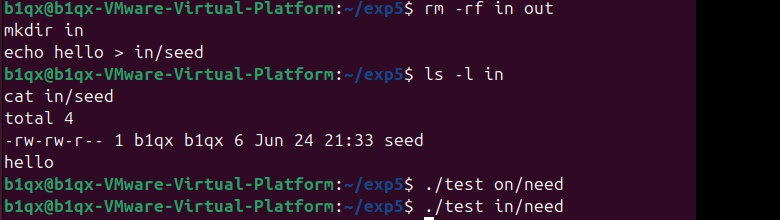 b1qx@b1qx-VMware-Virtual-Platform:~/exp5$ rm -rf in out
mkdir in
echo hello > in/seed
b1qx@b1qx-VMware-Virtual-Platform:~/exp5$ ls -l in
cat in/seed
total 4
-rw-rw-r-- 1 b1qx b1qx 6 Jun 24 21:33 seed
hello
b1qx@b1qx-VMware-Virtual-Platform:~/exp5$ ./test on/need
b1qx@b1qx-VMware-Virtual-Platform:~/exp5$ ./test in/need